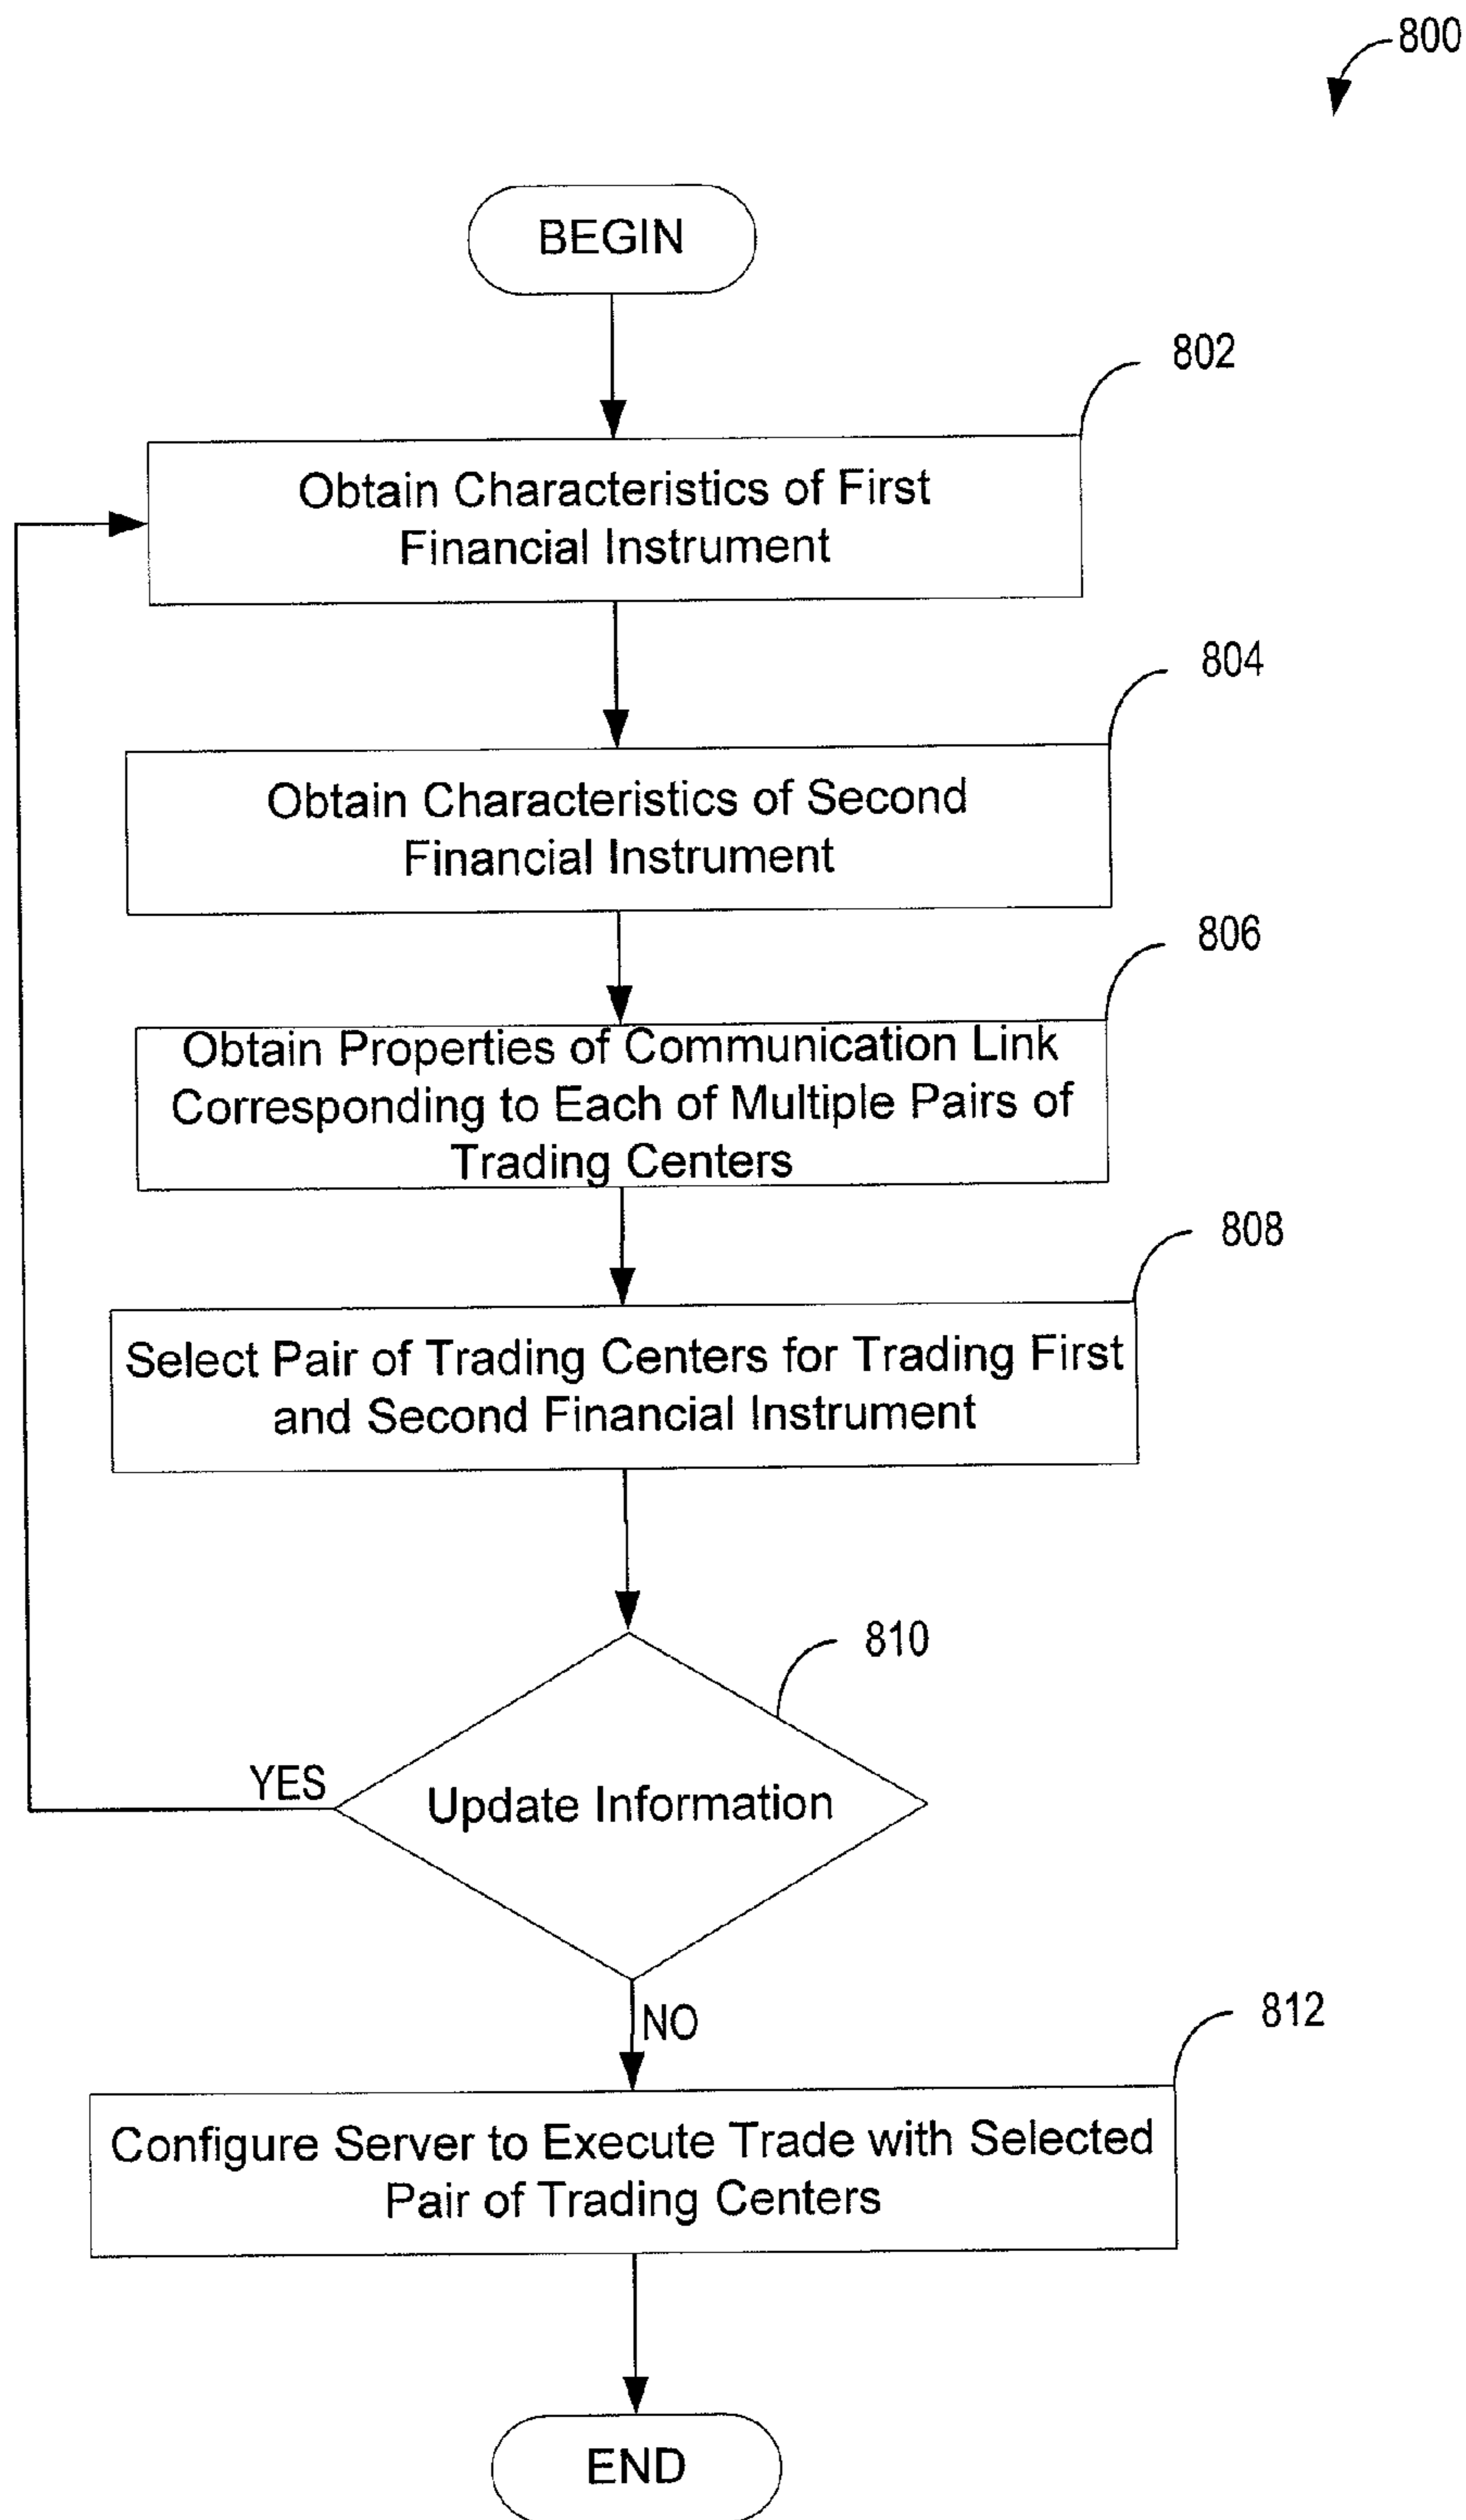 800
BEGIN
802
Obtain Characteristics of First
Financial Instrument
804
Obtain Characteristics of Second
Financial Instrument
806
Obtain Properties of Communication Link
Corresponding to Each of Multiple Pairs of
Trading Centers
808
Select Pair of Trading Centers for Trading First
and Second Financial Instrument
810
YES
Update Information
NO
812
Configure Server to Execute Trade with Selected
Pair of Trading Centers
END